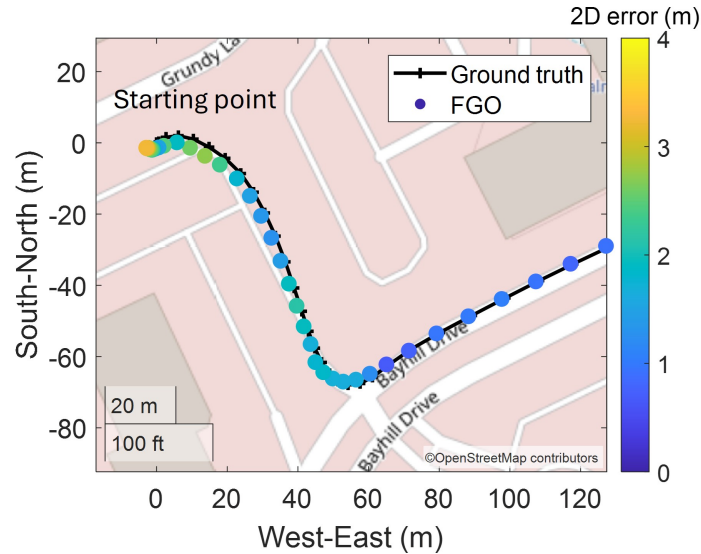 2D error (m)
4
3
2
1
0
Grundy La
Starting point
Ground truth
FGO
20
0
-20
-40
-60
-80
South-North (m)
Bayhill Drive
Bayhill Drive
20 m
100 ft
©OpenStreetMap contributors
0
20
40
60
80
100
120
West-East (m)